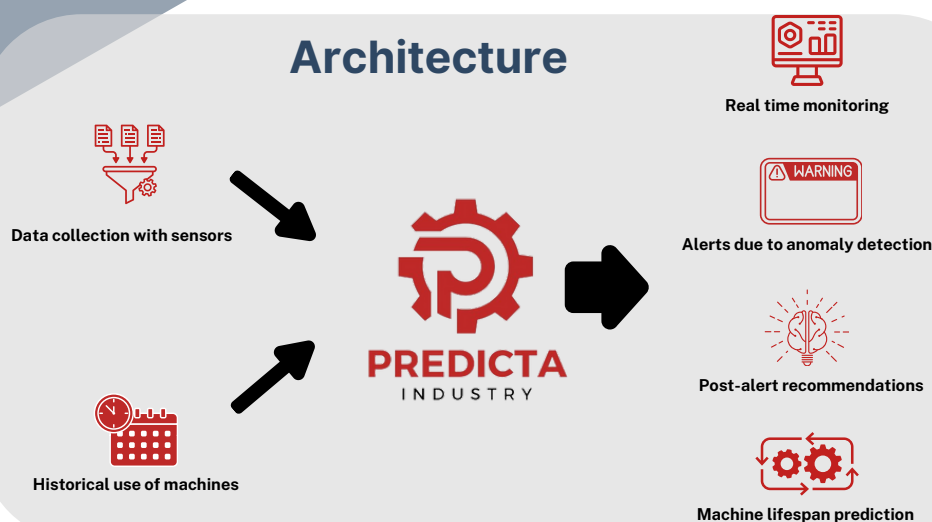 Architecture
Data collection with sensors
Historical use of machines
PREDICTA
INDUSTRY
Real time monitoring
WARNING
Alerts due to anomaly detection
Post-alert recommendations
Machine lifespan prediction